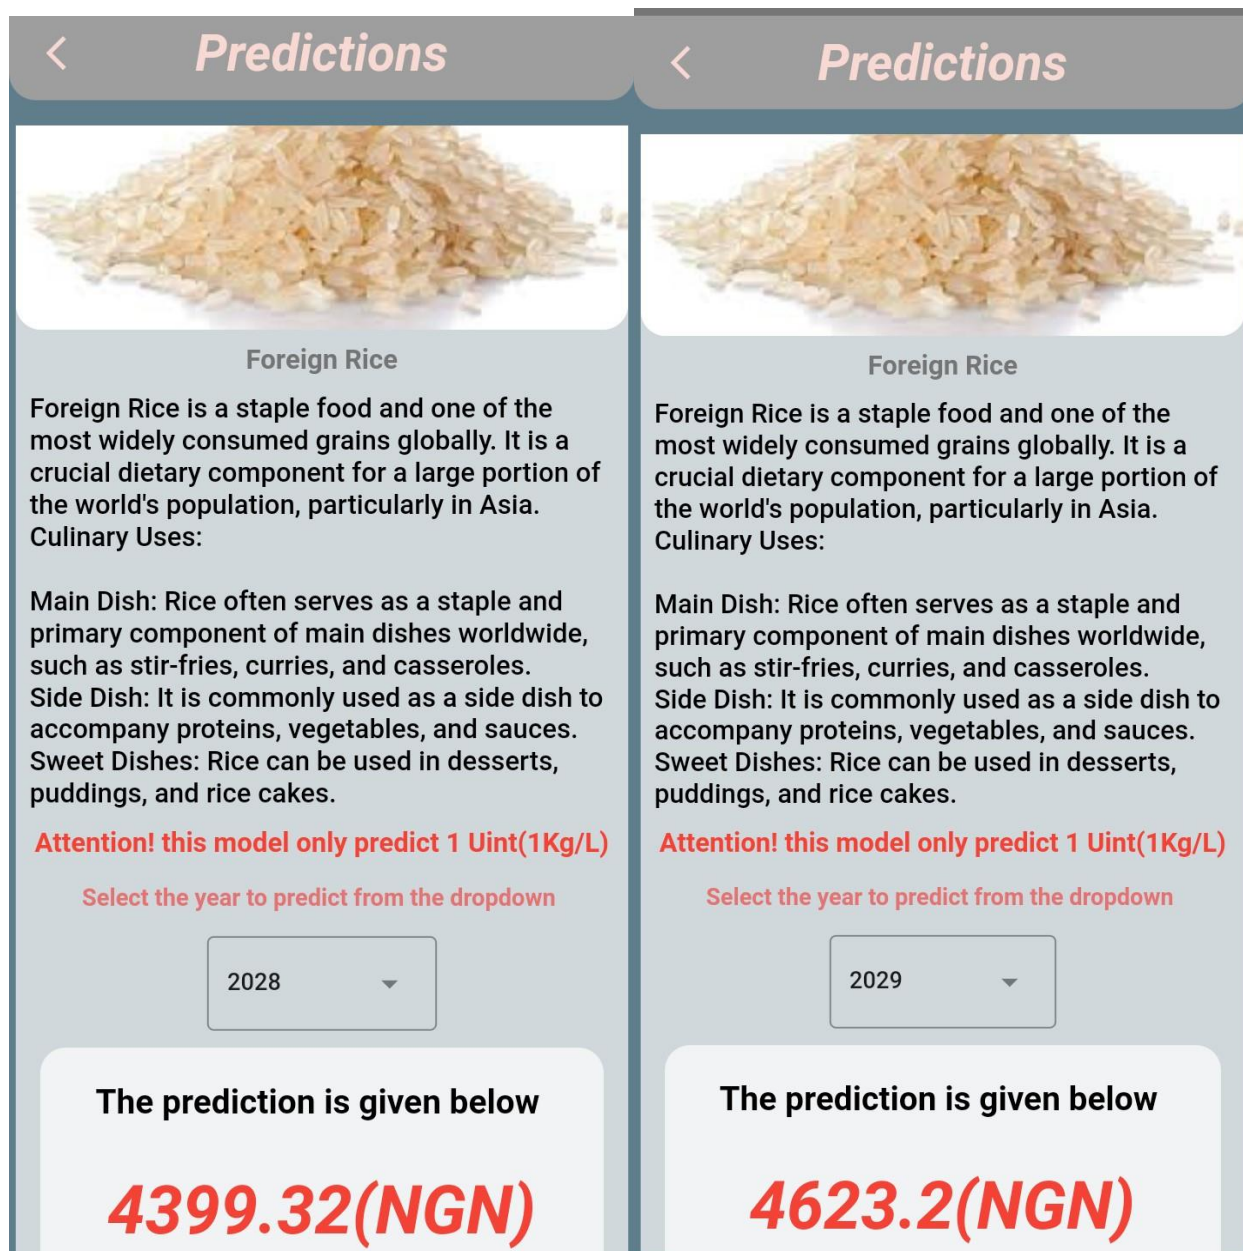 Predictions
Foreign Rice
Foreign Rice is a staple food and one of the
most widely consumed grains globally. It is a
crucial dietary component for a large portion of
the world's population, particularly in Asia.
Culinary Uses:
Main Dish: Rice often serves as a staple and
primary component of main dishes worldwide,
such as stir-fries, curries, and casseroles.
Side Dish: It is commonly used as a side dish to
accompany proteins, vegetables, and sauces.
Sweet Dishes: Rice can be used in desserts,
puddings, and rice cakes.
Attention! this model only predict 1 Uint(1Kg/L)
Select the year to predict from the dropdown
2028
The prediction is given below
4399.32(NGN)
Predictions
Foreign Rice
Foreign Rice is a staple food and one of the
most widely consumed grains globally. It is a
crucial dietary component for a large portion of
the world's population, particularly in Asia.
Culinary Uses:
Main Dish: Rice often serves as a staple and
primary component of main dishes worldwide,
such as stir-fries, curries, and casseroles.
Side Dish: It is commonly used as a side dish to
accompany proteins, vegetables, and sauces.
Sweet Dishes: Rice can be used in desserts,
puddings, and rice cakes.
Attention! this model only predict 1 Uint(1Kg/L)
Select the year to predict from the dropdown
2029
The prediction is given below
4623.2(NGN)